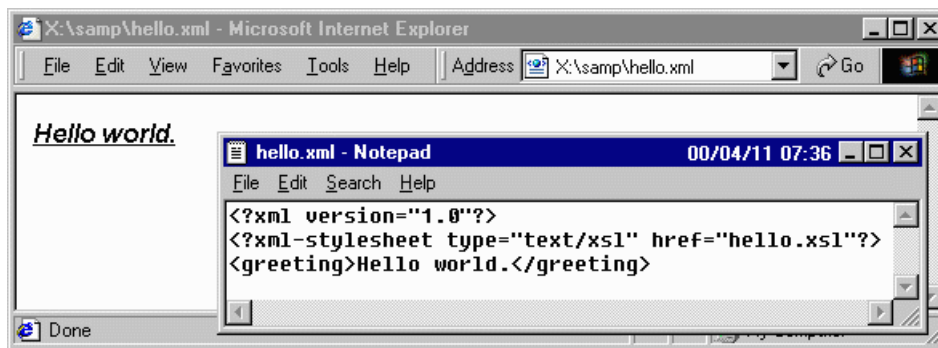 X:\samp\hello.xml - Microsoft Internet Explorer
File Edit View Favorites Tools Help Address X:\samp\hello.xml Go
Hello world.
hello.xml - Notepad 00/04/11 07:36
File Edit Search Help
<?xml version="1.0"?>
<?xml-stylesheet type="text/xsl" href="hello.xsl"?>
<greeting>Hello world.</greeting>
Done